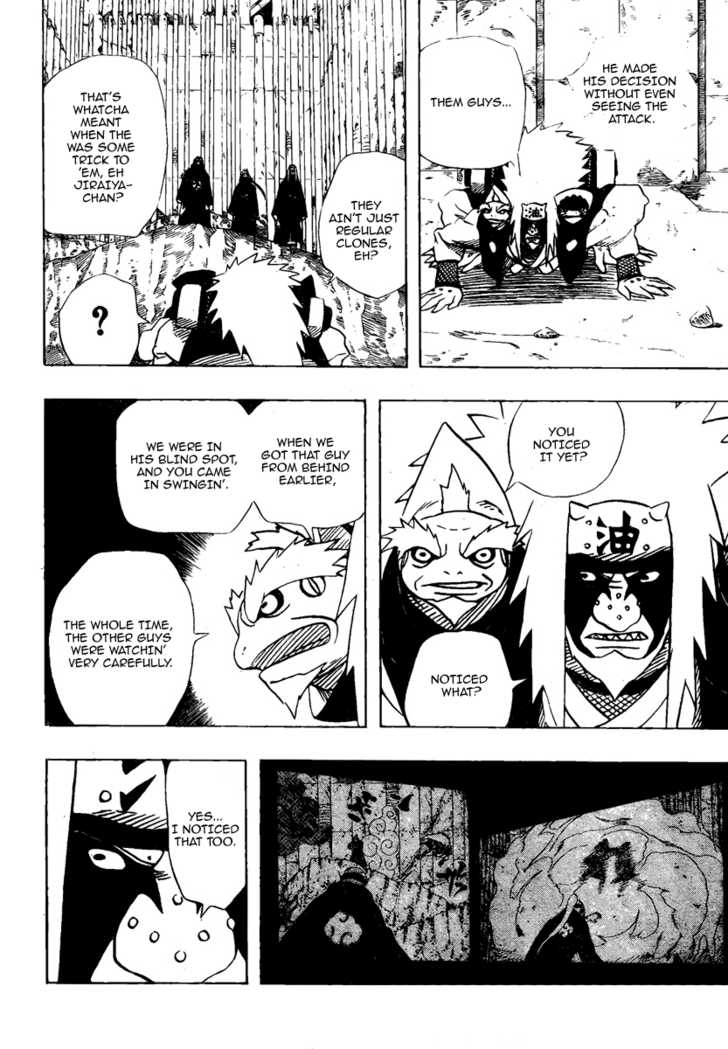 HE MADE
HIS DECISION
WITHOUT EVEN
SEEING THE
ATTACK.
THEM GUYS...
THEY
AIN'T JUST
REGULAR
CLONES,
EH?
THAT'S
WHATCHA
MEANT
WHEN THE
WAS SOME
TRICK TO
'EM, EH
JIRAIYA-
CHAN?
?
YOU
NOTICED
IT YET?
油
NOTICED
WHAT?
WHEN WE
GOT THAT GUY
FROM BEHIND
EARLIER,
WE WERE IN
HIS BLIND SPOT,
AND YOU CAME
IN SWINGIN'.
THE WHOLE TIME,
THE OTHER GUYS
WERE WATCHIN'
VERY CAREFULLY.
YES...
I NOTICED
THAT TOO.